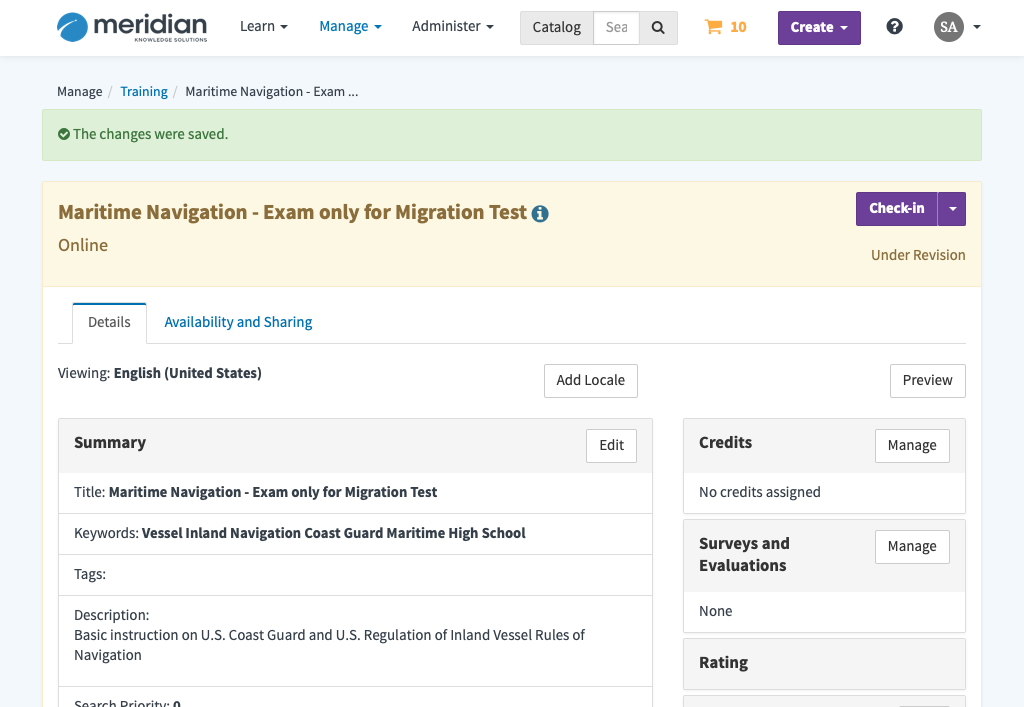 meridian
KNOWLEDGE SOLUTIONS
Learn
Manage
Administer
Catalog
Sea
10
Create
SA
Manage / Training / Maritime Navigation - Exam ...
The changes were saved.
Maritime Navigation - Exam only for Migration Test
Check-in
Online
Under Revision
Details
Availability and Sharing
Viewing: English (United States)
Add Locale
Preview
Summary
Edit
Title: Maritime Navigation - Exam only for Migration Test
Keywords: Vessel Inland Navigation Coast Guard Maritime High School
Tags:
Description:
Basic instruction on U.S. Coast Guard and U.S. Regulation of Inland Vessel Rules of
Navigation
Search Priority: 0
Credits
Manage
No credits assigned
Surveys and
Evaluations
Manage
None
Rating